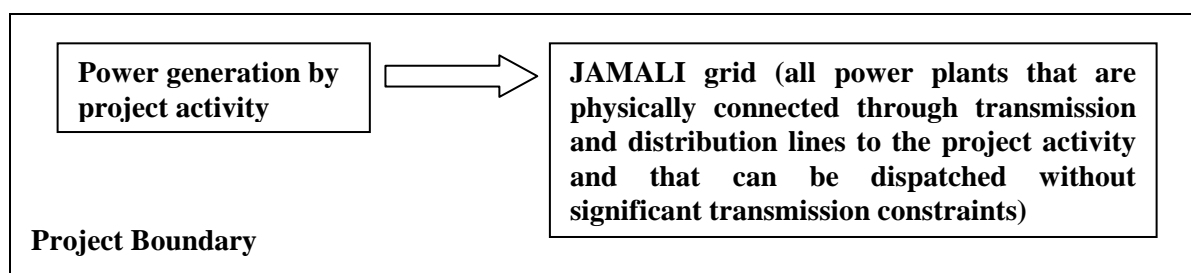 Power generation by
project activity
JAMALI grid (all power plants that are
physically connected through transmission
and distribution lines to the project activity
and that can be dispatched without
significant transmission constraints)
Project Boundary